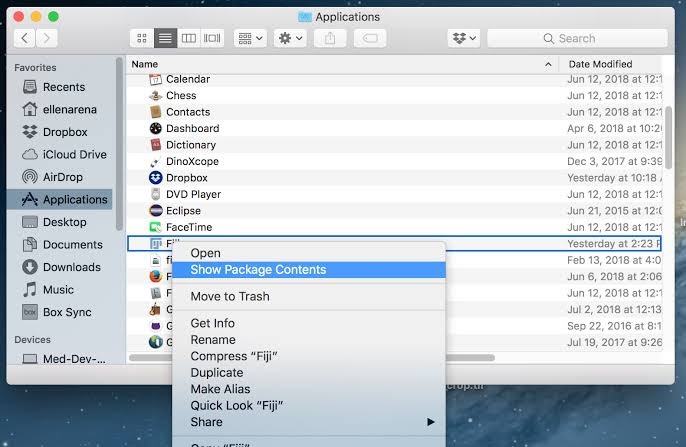 Applications
Search
Favorites
Recents
ellenarena
Dropbox
iCloud Drive
AirDrop
Applications
Desktop
Documents
Downloads
Music
box Box Sync
Devices
Med-Dev-...
Name Date Modified
Calendar Jun 12, 2018 at 12:1
Chess Jun 12, 2018 at 12:1
Contacts Jun 12, 2018 at 12:1
Dashboard Apr 6, 2018 at 10:2
Dictionary Jun 12, 2018 at 12:1
DinoXcope Dec 3, 2017 at 9:39
Dropbox Yesterday at 10:18 A
DVD Player Jun 12, 2018 at 12:1
Eclipse Jun 21, 2015 at 12:
FaceTime Jun 12, 2018 at 12:1
Yesterday at 2:23 P
Feb 13, 2018 at 4:0
Jun 6, 2018 at 2:
Jun 12, 2018 at 12:1
Jul 2, 2018 at 12:13
Sep 22, 2016 at 8:
Jul 19, 2017 at 9:39
Open
Show Package Contents
Move to Trash
Get Info
Rename
Compress “Fiji”
Duplicate
Make Alias
Quick Look “Fiji”
Share
Copy “Fiji”
crop.tif